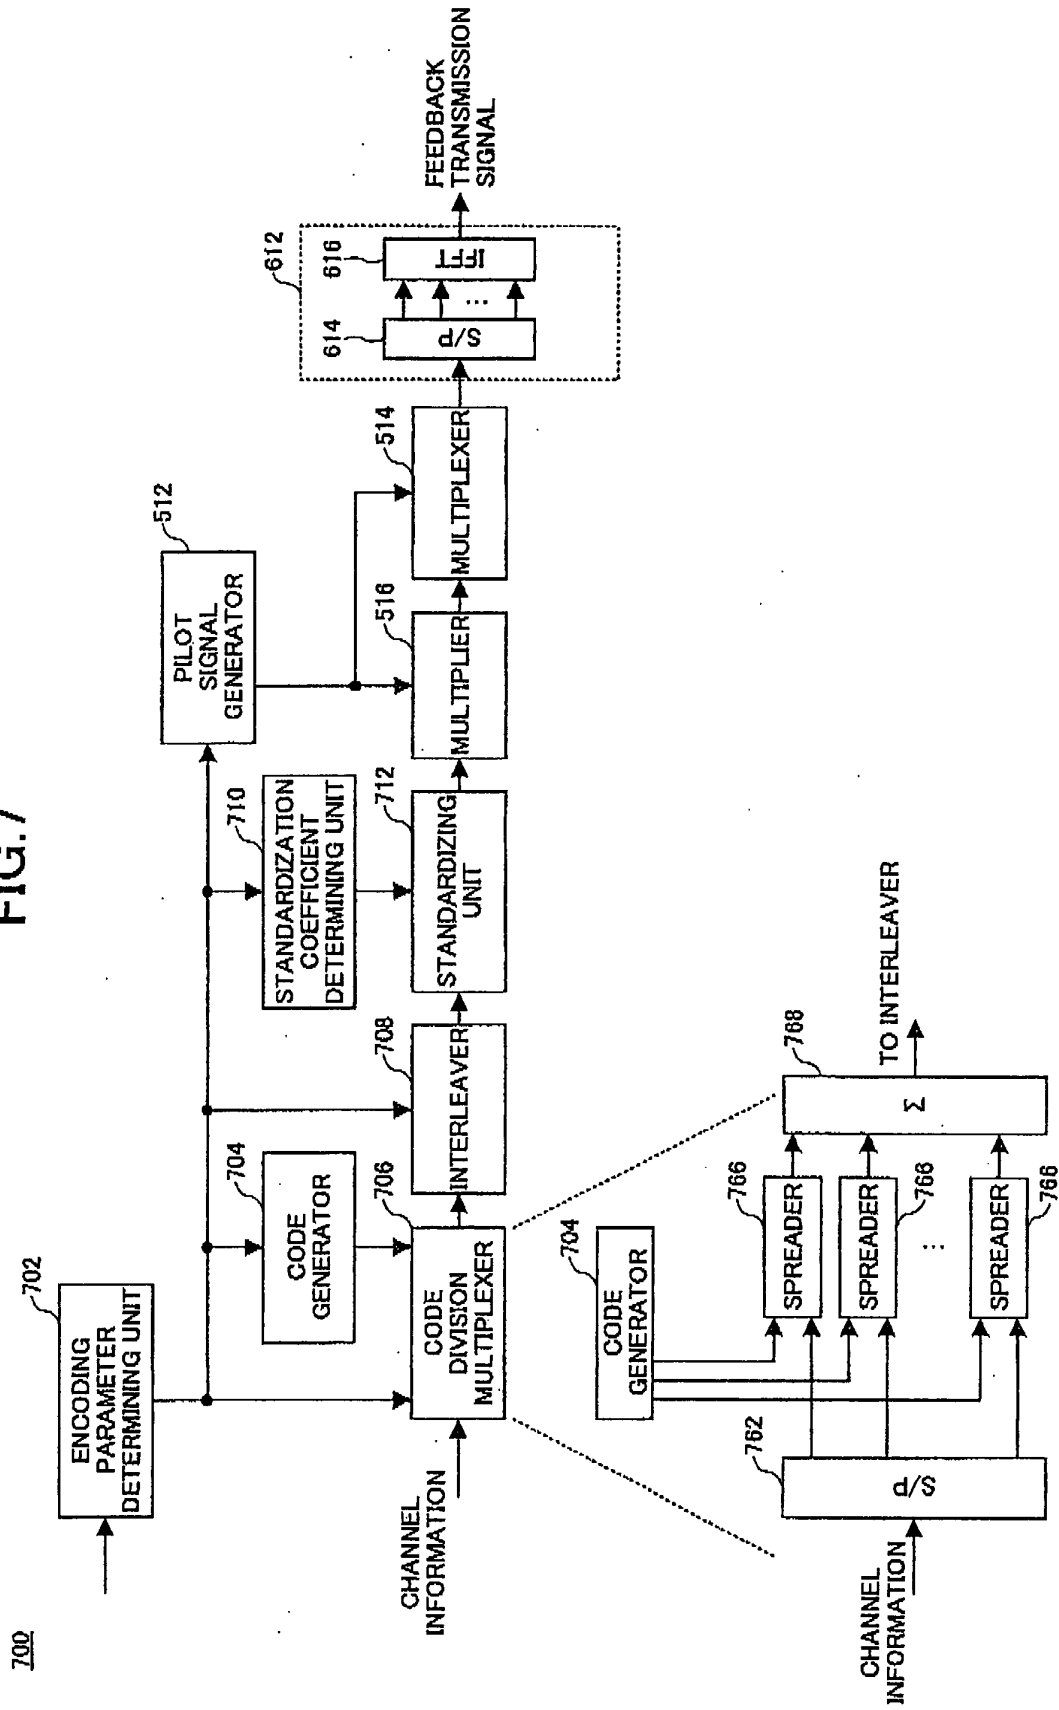 FIG.7
700
ENCODING
PARAMETER
DETERMINING UNIT
702
PILOT
SIGNAL
GENERATOR
512
CODE
GENERATOR
704
STANDARDIZATION
COEFFICIENT
DETERMINING UNIT
710
CHANNEL
INFORMATION
CODE
DIVISION
MULTIPLEXER
706
INTERLEAVER
708
STANDARDIZING
UNIT
712
MULTIPLIER
516
MULTIPLEXER
514
612
S/P
614
...
IFFT
616
FEEDBACK
TRANSMISSION
SIGNAL
CODE
GENERATOR
704
CHANNEL
INFORMATION
S/P
762
SPREADER
766
SPREADER
766
...
SPREADER
766
Σ
768
TO INTERLEAVER